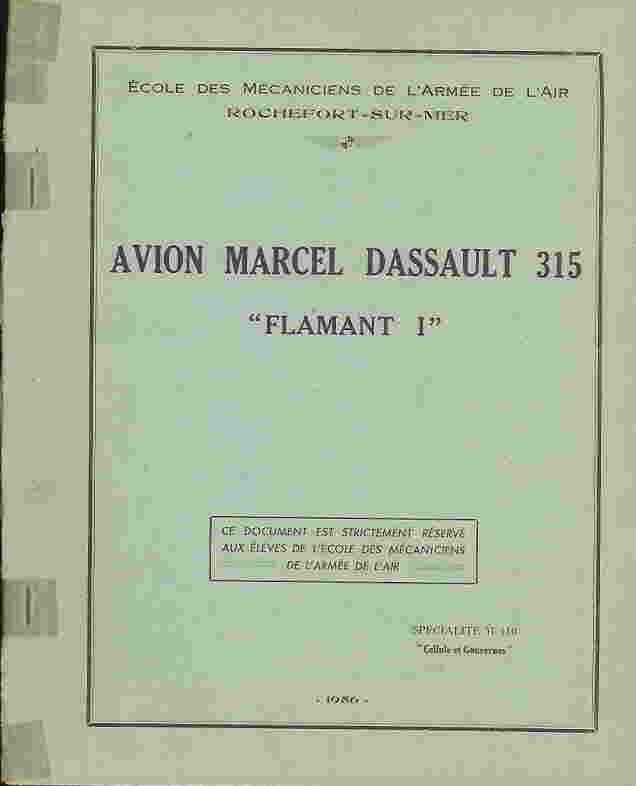 École des Mécaniciens de l'Armée de l'Air
ROCHEFORT-SUR-MER
AVION MARCEL DASSAULT 315
"FLAMANT I"
CE DOCUMENT EST STRICTEMENT RÉSERVÉ
AUX ÉLÈVES DE L'ÉCOLE DES MÉCANICIENS
DE L'ARMÉE DE L'AIR
SPÉCIALITÉ
"Cellule et Gouvernes"